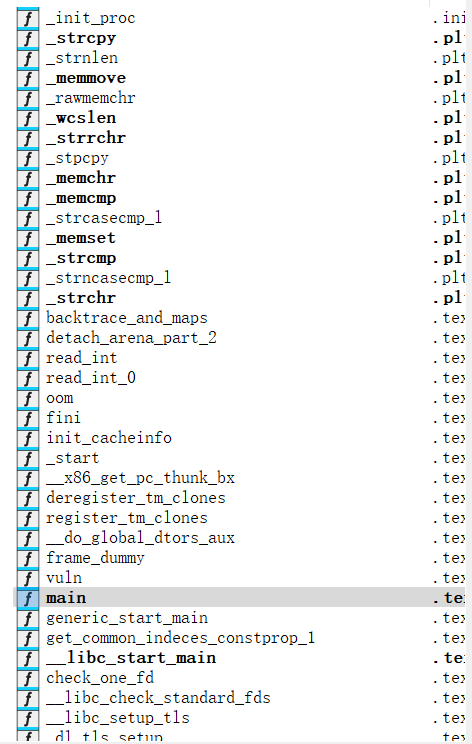 f _init_proc .ini
f _strcpy .pl
f _strnlen .plt
f _memmove .pl
f _rawmemchr .plt
f _wcslen .pl
f _strrchr .pl
f _stpcpy .plt
f _memchr .pl
f _memcmp .pl
f _strcasecmp_l .plt
f _memset .pl
f _strcmp .pl
f _strncasecmp_l .plt
f _strchr .pl
f backtrace_and_maps .tex
f detach_arena_part_2 .tex
f read_int .tex
f read_int_0 .tex
f oom .tex
f fini .tex
f init_cacheinfo .tex
f _start .tex
f __x86_get_pc_thunk_bx .tex
f deregister_tm_clones .tex
f register_tm_clones .tex
f __do_global_dtors_aux .tex
f frame_dummy .tex
f vuln .tex
f main .te
f generic_start_main .tex
f get_common_indeces_constprop_1 .tex
f __libc_start_main .te
f check_one_fd .tex
f __libc_check_standard_fds .tex
f __libc_setup_tls .tex
f _dl_tls_setup .tex